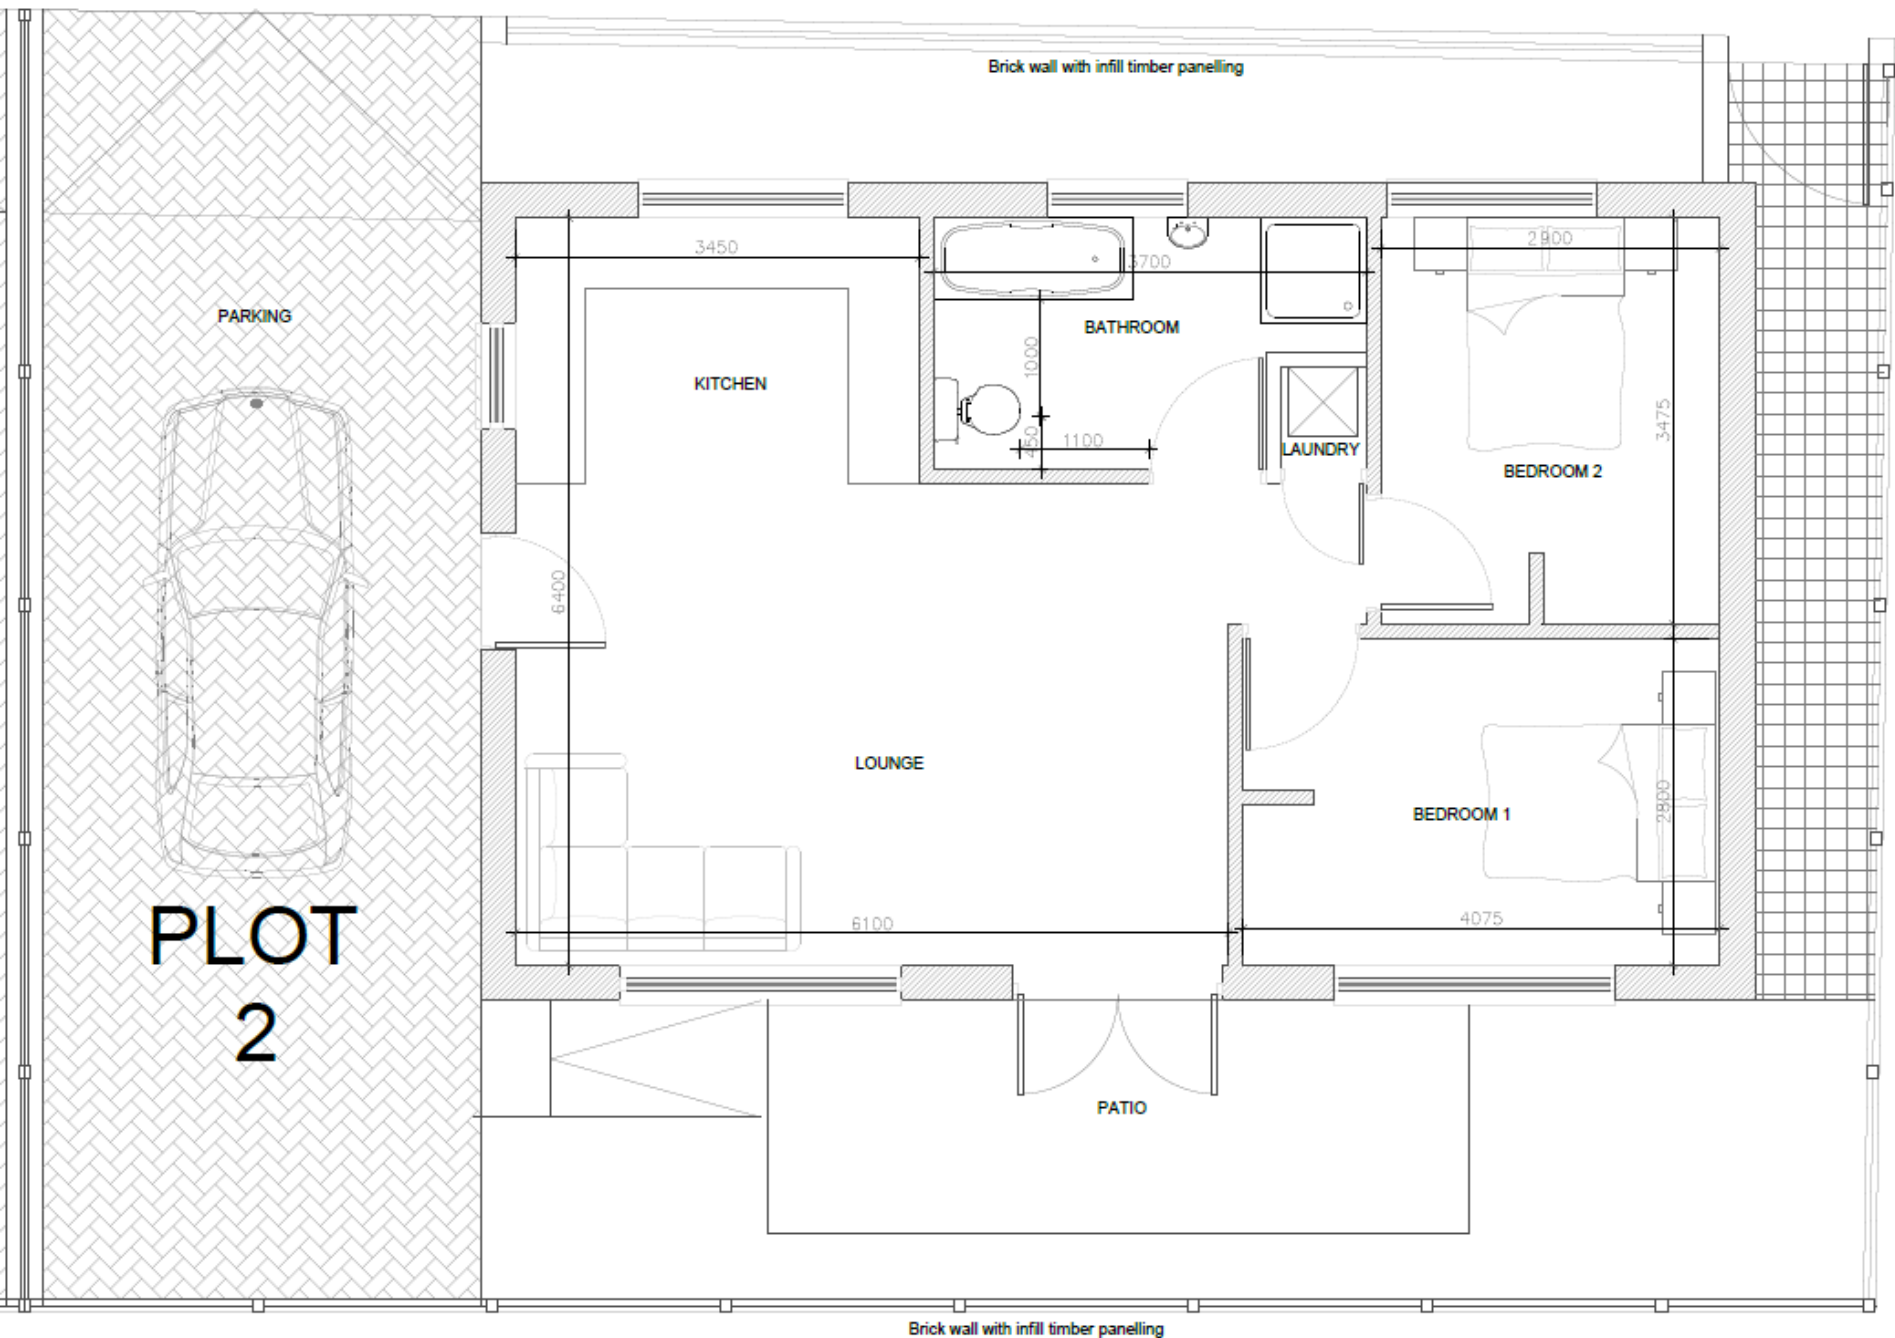 Brick wall with infill timber panelling
3450
2900
3700
PARKING
BATHROOM
1000
KITCHEN
3475
450
1100
LAUNDRY
BEDROOM 2
6400
LOUNGE
2800
BEDROOM 1
6100
4075
PLOT
2
PATIO
Brick wall with infill timber panelling